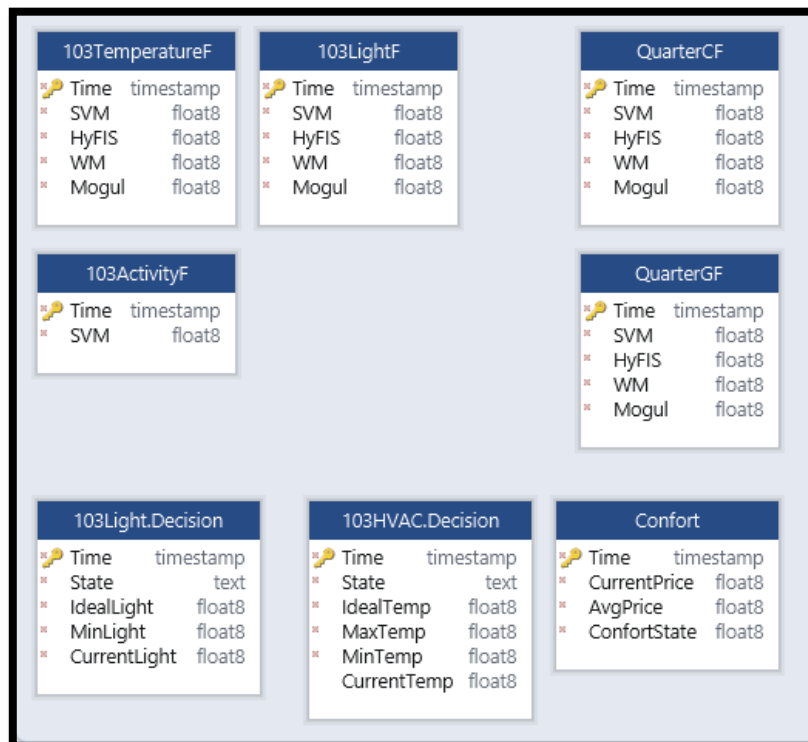 103TemperatureF
Time timestamp
SVM float8
HyFIS float8
WM float8
Mogul float8
103LightF
Time timestamp
SVM float8
HyFIS float8
WM float8
Mogul float8
QuarterCF
Time timestamp
SVM float8
HyFIS float8
WM float8
Mogul float8
103ActivityF
Time timestamp
SVM float8
QuarterGF
Time timestamp
SVM float8
HyFIS float8
WM float8
Mogul float8
103Light.Decision
Time timestamp
State text
IdealLight float8
MinLight float8
CurrentLight float8
103HVAC.Decision
Time timestamp
State text
IdealTemp float8
MaxTemp float8
MinTemp float8
CurrentTemp float8
Confort
Time timestamp
CurrentPrice float8
AvgPrice float8
ConfortState float8